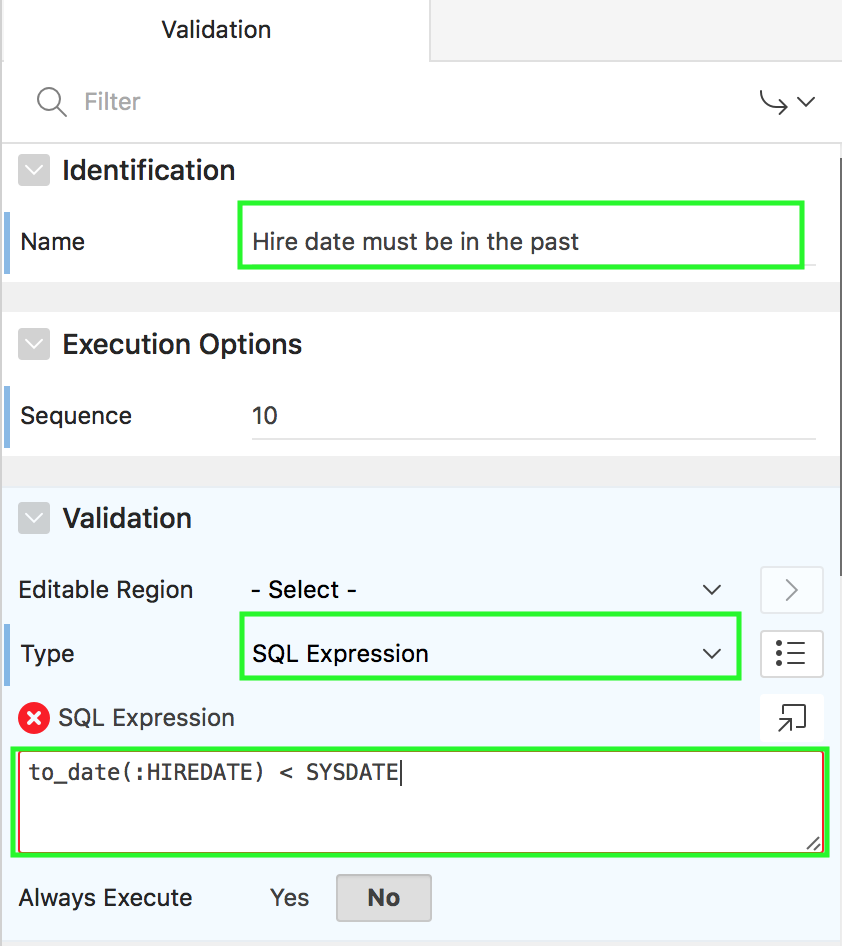 Validation
Filter
Identification
Name Hire date must be in the past
Execution Options
Sequence 10
Validation
Editable Region - Select -
Type SQL Expression
SQL Expression
to_date(:HIREDATE) < SYSDATE
Always Execute Yes No